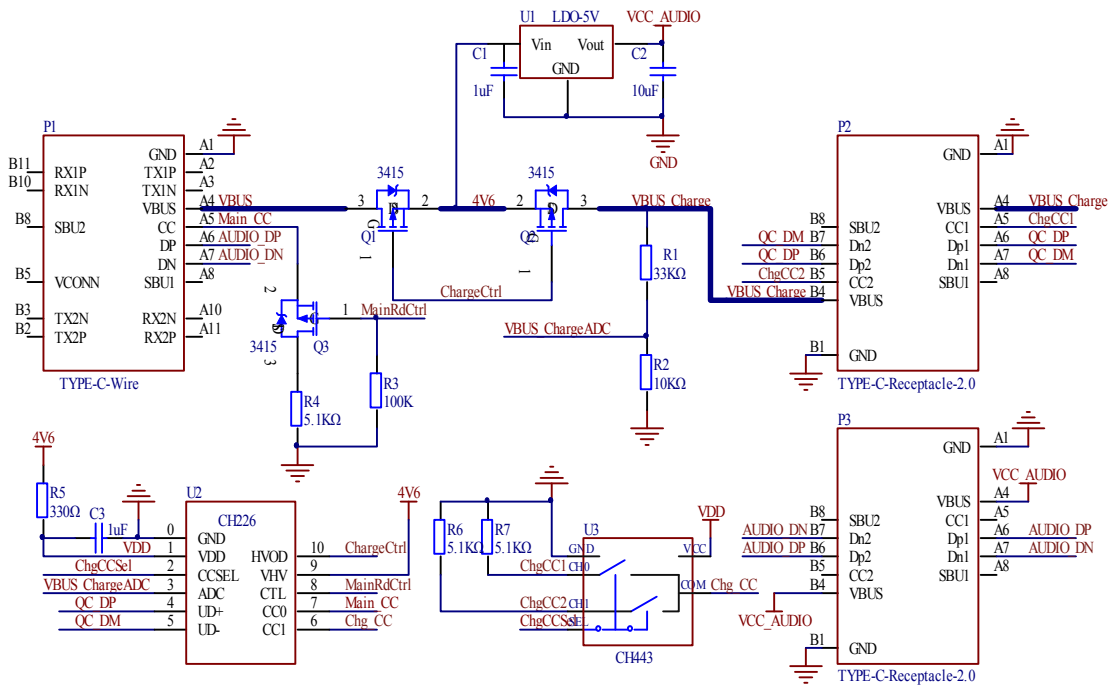 U1 LDO-5V
VCC_AUDIO
C1
Vin Vout
C2
GND
1uF
10uF
GND
P1
A1
GND
B11
RX1P
TX1P
A2
B10
RX1N
TX1N
A3
VBUS
A4
VBUS
B8
SBU2
CC
A5
Main_CC
DP
A6
AUDIO_DP
DN
A7
AUDIO_DN
B5
VCONN
SBU1
A8
B3
TX2N
RX2N
A10
B2
TX2P
RX2P
A11
TYPE-C-Wire
3415
3
2
G
Q1
1
4V6
3415
2
3
1
ChargeCtrl
VBUS_Charge
R1
33KΩ
VBUS_Charge
VBUS_ChargeADC
R2
10KΩ
2
1
MainRdCtrl
3415
3
Q3
R3
100K
R4
5.1KΩ
P2
A1
GND
VBUS
A4
VBUS_Charge
B8
SBU2
CC1
A5
ChgCC1
QC_DM
B7
Dn2
Dp1
A6
QC_DP
QC_DP
B6
Dp2
Dn1
A7
QC_DM
ChgCC2
B5
CC2
SBU1
A8
B4
VBUS
B1
GND
TYPE-C-Receptacle-2.0
4V6
R5
330Ω
C3
1uF
VDD
U2
CH226
0
GND
1
VDD
HVOD
10
ChargeCtrl
ChgCCSel
2
CCSEL
VHV
9
4V6
VBUS_ChargeADC
3
ADC
CTL
8
MainRdCtrl
QC_DP
4
UD+
CC0
7
Main_CC
QC_DM
5
UD-
CC1
6
Chg_CC
R6
5.1KΩ
R7
5.1KΩ
U3
VDD
GND
VCC
ChgCC1
CH0
COM
Chg_CC
ChgCC2
CH1
ChgCCSel
SEL
CH443
P3
A1
GND
VCC_AUDIO
VBUS
A4
B8
SBU2
CC1
A5
AUDIO_DN
B7
Dn2
Dp1
A6
AUDIO_DP
AUDIO_DP
B6
Dp2
Dn1
A7
AUDIO_DN
B5
CC2
SBU1
A8
B4
VBUS
VCC_AUDIO
B1
GND
TYPE-C-Receptacle-2.0